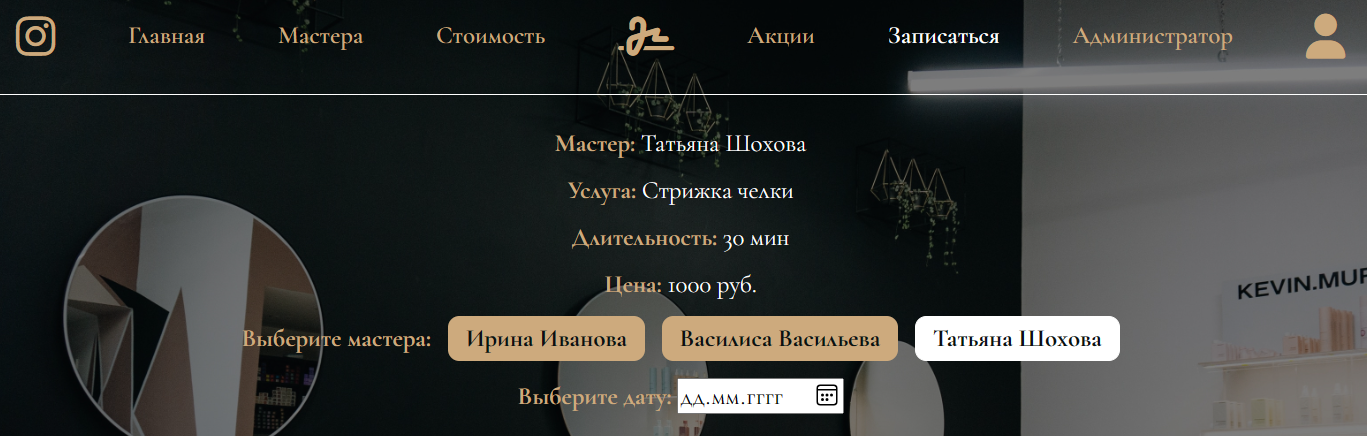 Главная Мастера Стоимость Акции Записаться Администратор
Мастер: Татьяна Шохова
Услуга: Стрижка челки
Длительность: 30 мин
Цена: 1000 руб.
KEVIN.MUR
Выберите мастера: Ирина Иванова Василиса Васильева Татьяна Шохова
Выберите дату: дд.мм.гггг